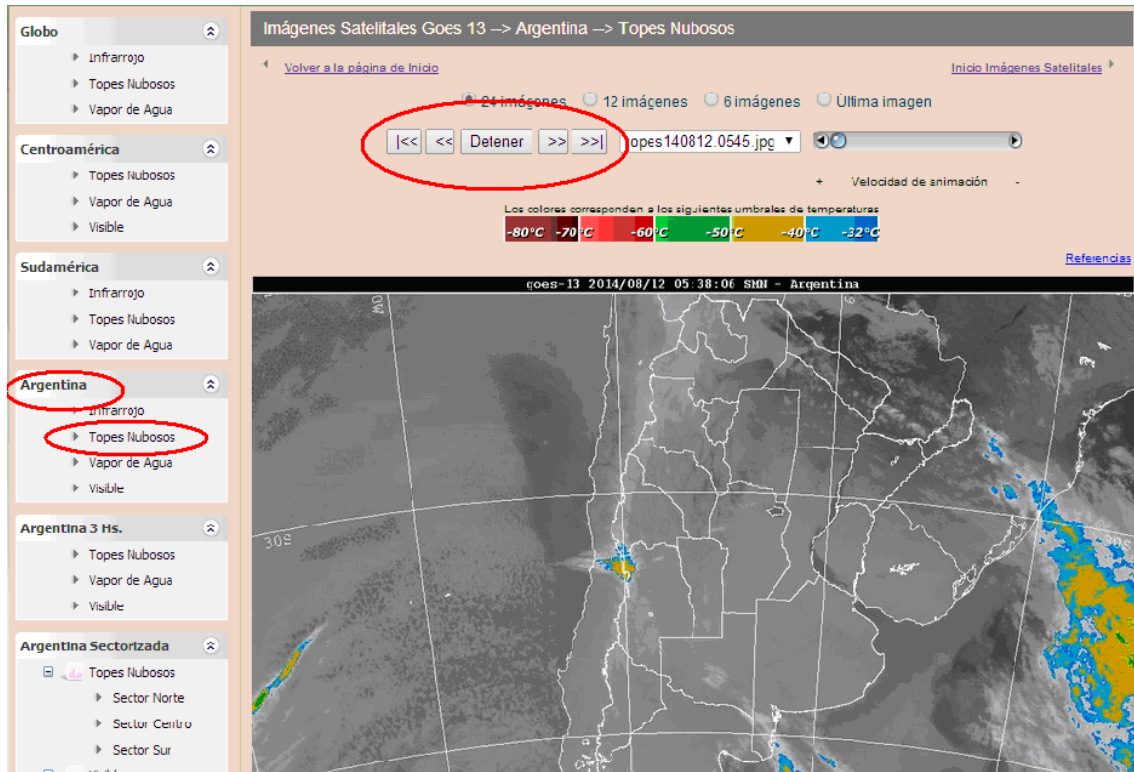 Globo
Infrarrojo
Topes Nubosos
Vapor de Agua
Centroamérica
Topes Nubosos
Vapor de Agua
Visible
Sudamérica
Infrarrojo
Topes Nubosos
Vapor de Agua
Argentina
Infrarrojo
Topes Nubosos
Vapor de Agua
Visible
Argentina 3 Hs.
Topes Nubosos
Vapor de Agua
Visible
Argentina Sectorizada
Topes Nubosos
Sector Norte
Sector Centro
Sector Sur
Imágenes Satelitales Goes 13 --> Argentina --> Topes Nubosos
Volver a la página de Inicio
Inicio Imágenes Satelitales
24 imágenes 12 imágenes 6 imágenes Última imagen
|<< << Detener >> >>| topes140812.0545.jpg
+ Velocidad de animación -
Los colores corresponden a los siguientes umbrales de temperaturas
-80°C -70°C -60°C -50°C -40°C -32°C
Referencias
goes-13 2014/08/12 05:38:06 SMN - Argentina
30S
30S